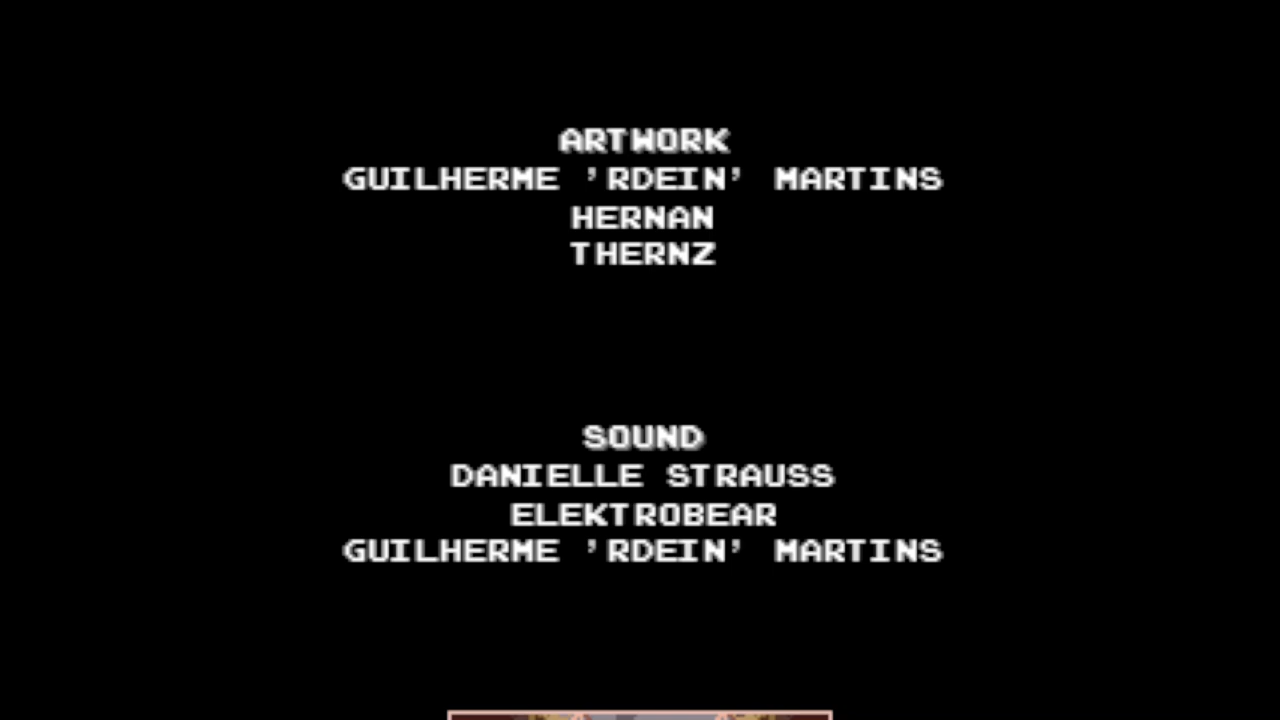 ARTWORK
GUILHERME 'RDEIN' MARTINS
HERNAN
THERNZ
SOUND
DANIELLE STRAUSS
ELEKTROBEAR
GUILHERME 'RDEIN' MARTINS